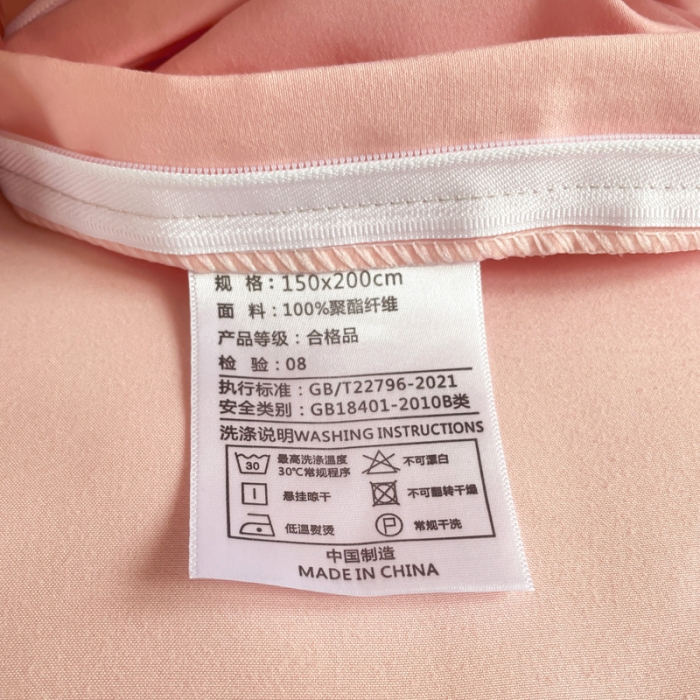 规 格：150x200cm
面 料：100%聚酯纤维
产品等级：合格品
检 验：08
执行标准：GB/T22796-2021
安全类别：GB18401-2010B类
洗涤说明WASHING INSTRUCTIONS
30 最高洗涤温度 30℃常规程序 不可漂白
悬挂晾干 不可翻转干燥
低温熨烫 P 常规干洗
中国制造
MADE IN CHINA